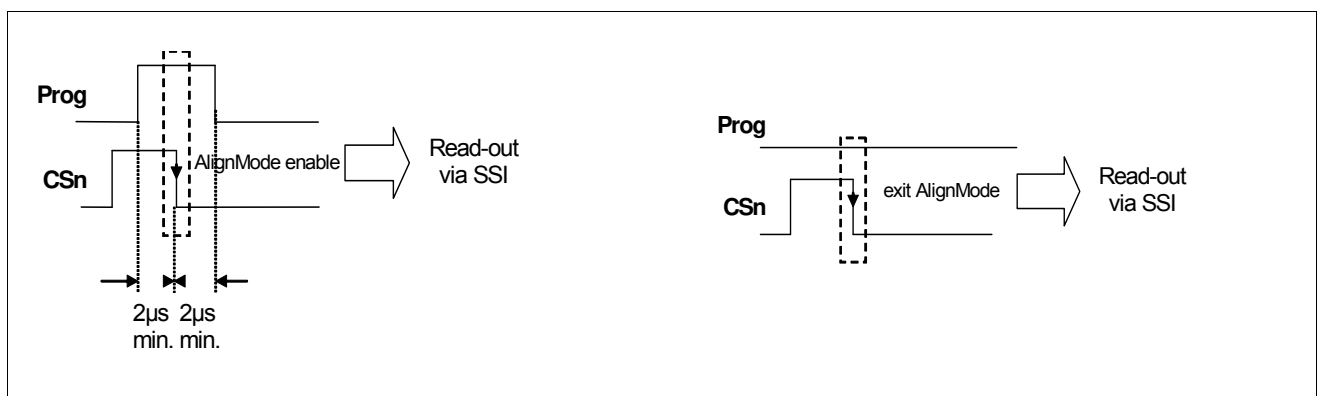 Prog
AlignMode enable
CSn
Read-out
via SSI
2µs 2µs
min. min.
Prog
CSn
exit AlignMode
Read-out
via SSI